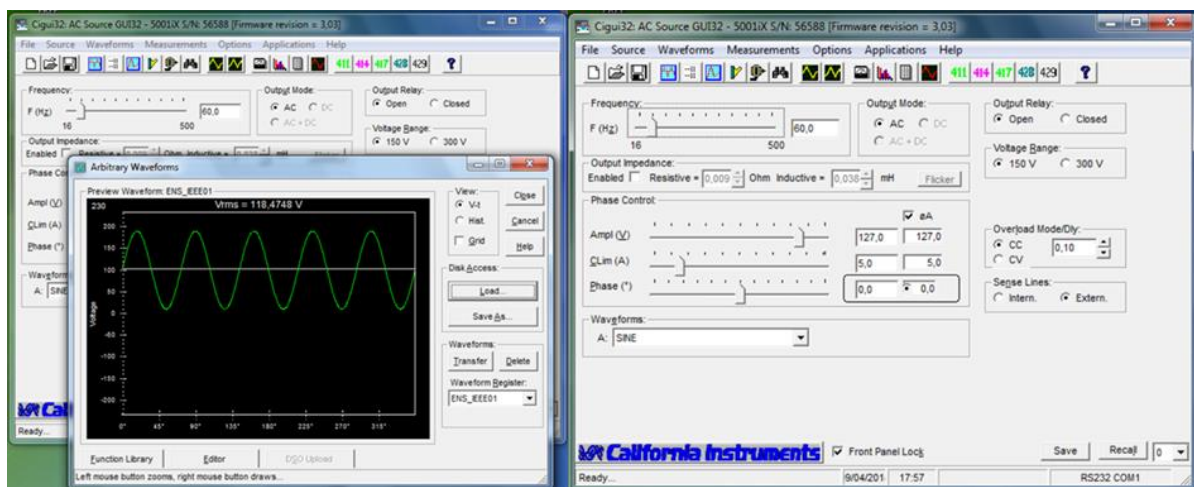 Cigui32: AC Source GUI32 - 5001iX S/N: 56588 [Firmware revision = 3,03]
File Source Waveforms Measurements Options Applications Help
411 414 417 428 429 ?
Frequency:
F (Hz) 60,0
16 500
Output Mode:
AC DC
AC + DC
Output Relay:
Open Closed
Voltage Range:
150 V 300 V
Output Impedance:
Enabled
Phase
Ampl (V)
CLim (A)
Phase (°)
A:
Ready...
Arbitrary Waveforms
Preview Waveform: ENS_IEEE01
230 Vrms = 118,4748 V
200
150
100
50
0
-100
-150
200
Voltage
0° 45° 90° 135° 180° 225° 270° 315°
View:
V-t
Hist.
Grid
Close
Cancel
Help
Disk Access:
Load...
Save As...
Waveforms:
Transfer Delete
Waveform Register:
ENS_IEEE01
Function Library Editor DSO Upload
Left mouse button zooms, right mouse button draws...
Cigui32: AC Source GUI32 - 5001iX S/N: 56588 [Firmware revision = 3,03]
File Source Waveforms Measurements Options Applications Help
411 414 417 428 429 ?
Frequency:
F (Hz) 60,0
16 500
Output Mode:
AC DC
AC + DC
Output Relay:
Open Closed
Voltage Range:
150 V 300 V
Output Impedance:
Enabled Resistive = 0,009 Ohm Inductive = 0,038 mH Flicker
Phase Control:
øA
Ampl (V) 127,0 127,0
CLim (A) 5,0 5,0
Phase (°) 0,0 0,0
Overload Mode/Dly:
CC 0,10
CV
Sense Lines:
Intern. Extern.
Waveforms:
A: SINE
California Instruments Front Panel Lock Save Recall 0
Ready... 9/04/201 17:57 RS232 COM1